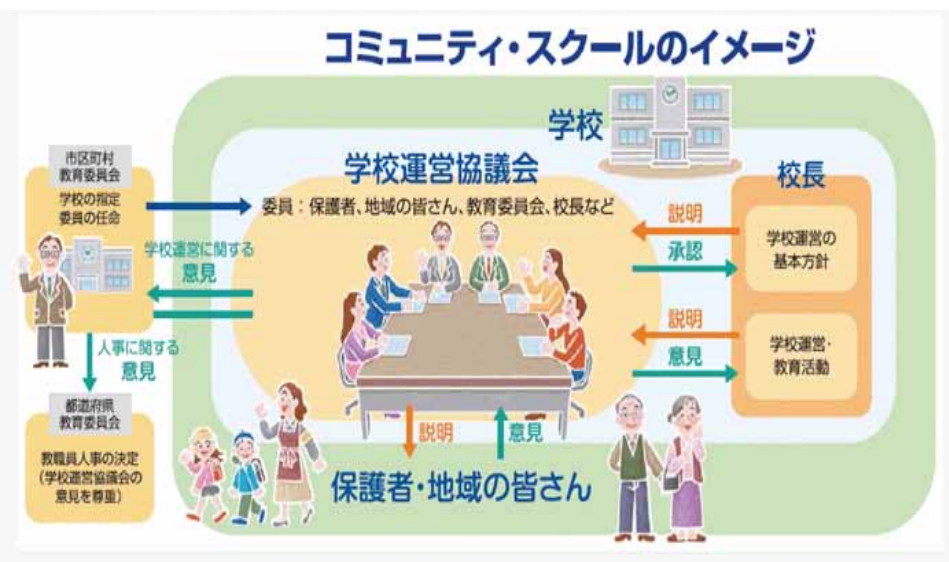 コミュニティ・スクールのイメージ
学校
市区町村
教育委員会
学校の指定
委員の任命
学校運営協議会
委員：保護者、地域の皆さん、教育委員会、校長など
校長
説明
承認
学校運営の
基本方針
説明
意見
学校運営・
教育活動
学校運営に関する
意見
人事に関する
意見
都道府県
教育委員会
教職員人事の決定
（学校運営協議会の
意見を尊重）
説明
意見
保護者・地域の皆さん